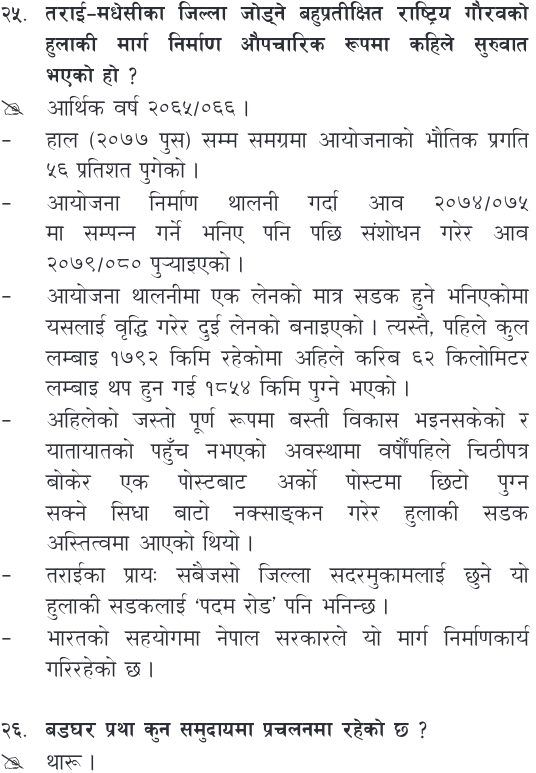 २५. तराई-मधेसीका जिल्ला जोड्ने बहुप्रतीक्षित राष्ट्रिय गौरवको
हुलाकी मार्ग निर्माण औपचारिक रूपमा कहिले सुरुवात
भएको हो ?
आर्थिक वर्ष २०६५/०६६ ।
- हाल (२०७७ पुस) सम्म समग्रमा आयोजनाको भौतिक प्रगति
५६ प्रतिशत पुगेको ।
- आयोजना निर्माण थालनी गर्दा आव २०७४/०७५
मा सम्पन्न गर्ने भनिए पनि पछि संशोधन गरेर आव
२०७९/०८० पुऱ्याइएको ।
- आयोजना थालनीमा एक लेनको मात्र सडक हुने भनिएकोमा
यसलाई वृद्धि गरेर दुई लेनको बनाइएको । त्यस्तै, पहिले कुल
लम्बाइ १७९२ किमि रहेकोमा अहिले करिब ६२ किलोमिटर
लम्बाइ थप हुन गई १८५४ किमि पुग्ने भएको ।
- अहिलेको जस्तो पूर्ण रूपमा बस्ती विकास भइनसकेको र
यातायातको पहुँच नभएको अवस्थामा वर्षौंपहिले चिठीपत्र
बोकेर एक पोस्टबाट अर्को पोस्टमा छिटो पुग्न
सक्ने सिधा बाटो नक्साङ्कन गरेर हुलाकी सडक
अस्तित्वमा आएको थियो ।
- तराईका प्रायः सबैजसो जिल्ला सदरमुकामलाई छुने यो
हुलाकी सडकलाई ‘पदम रोड’ पनि भनिन्छ ।
- भारतको सहयोगमा नेपाल सरकारले यो मार्ग निर्माणकार्य
गरिरहेको छ ।
२६. बडघर प्रथा कुन समुदायमा प्रचलनमा रहेको छ ?
थारू ।